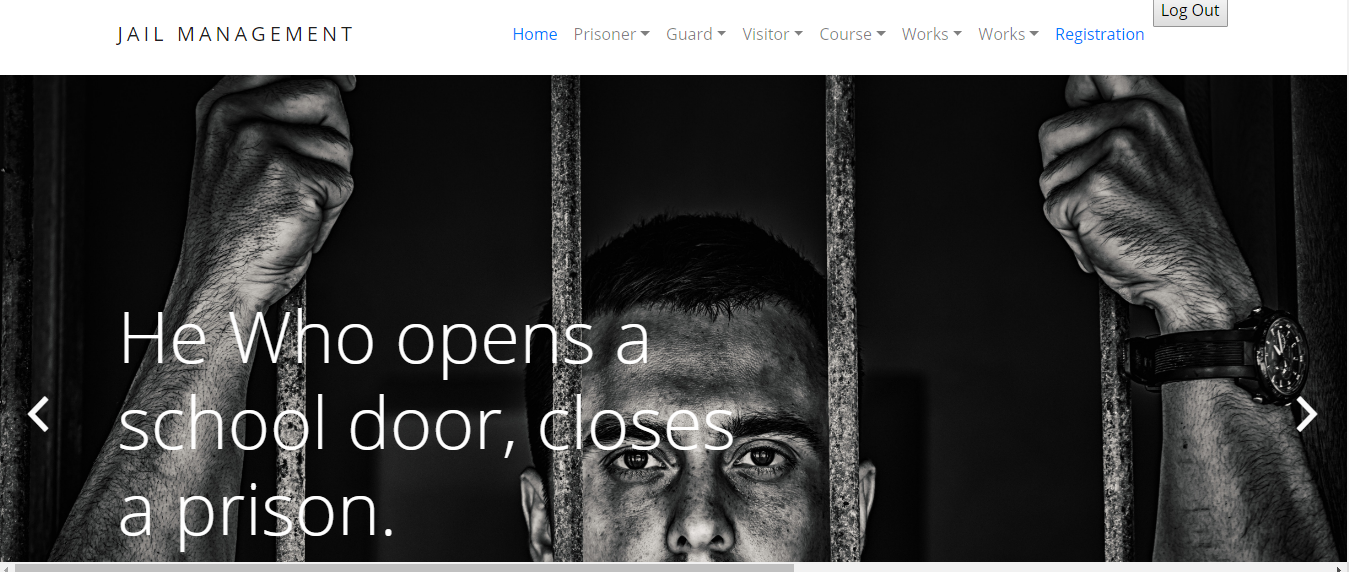 Log Out
JAIL MANAGEMENT Home Prisoner Guard Visitor Course Works Works Registration
He Who opens a
school door, closes
a prison.